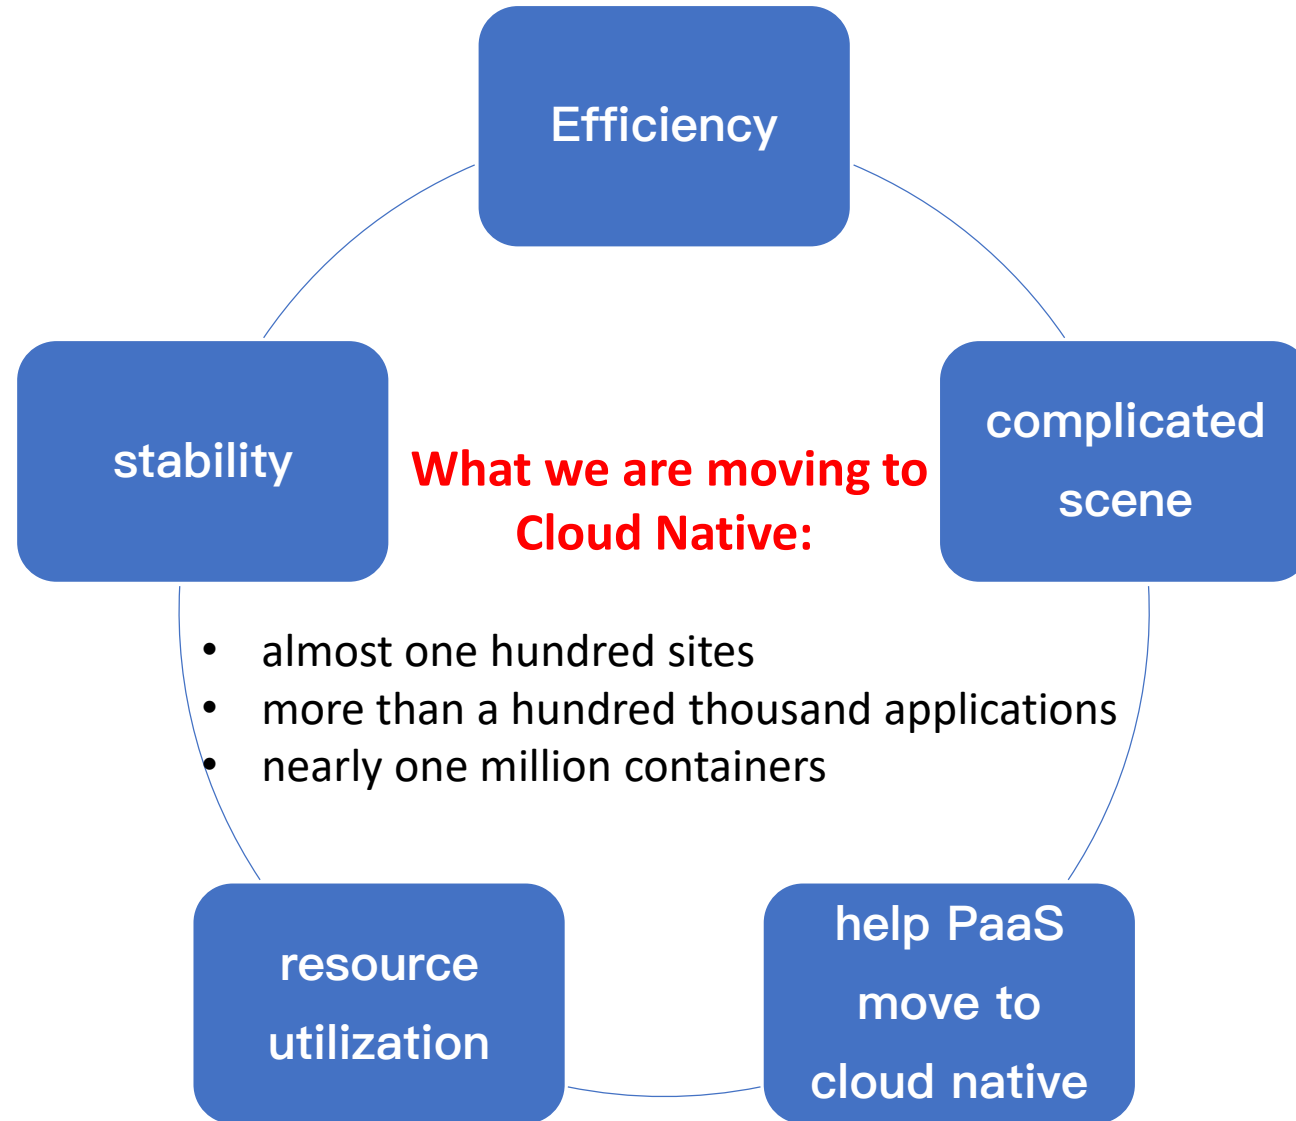 Efficiency
stability
complicated
scene
What we are moving to
Cloud Native:
• almost one hundred sites
• more than a hundred thousand applications
• nearly one million containers
resource
utilization
help PaaS
move to
cloud native